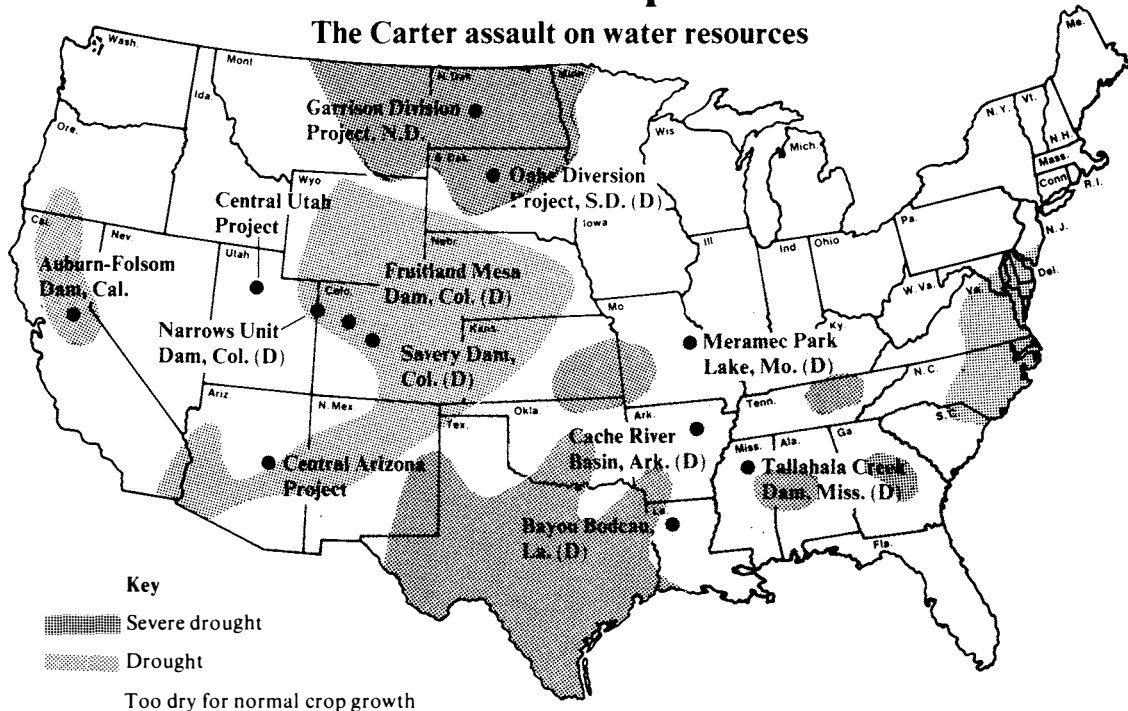 The Carter assault on water resources
Wash.
Mont
N. Dak.
Minn
Me.
Ida.
Garrison Division
Project, N.D.
Ore.
Wis
Mich.
N. Y.
Vt.
N.H.
Mass.
Conn
R.I.
S. Dak.
Wyo
Oahe Diversion
Project, S.D. (D)
Central Utah
Project
Iowa
Pa.
N. J.
Cal.
Nev.
Utah
Nebr.
Ill
Ind.
Ohio
Del.
W. Va.
Va.
Auburn-Folsom
Dam, Cal.
Fruitland Mesa
Dam, Col. (D)
Colo.
Mo
Narrows Unit
Dam, Col. (D)
Kans.
Savery Dam,
Col. (D)
Ky
Meramec Park
Lake, Mo. (D)
N. C.
Ariz
N. Mex
Okla.
Tex.
Ark.
Tenn.
S. C.
Cache River
Basin, Ark. (D)
Miss.
Ala.
Ga.
Central Arizona
Project
Tallahala Creek
Dam, Miss. (D)
Bayou Bodcau,
La. (D)
La.
Fla.
Key
Severe drought
Drought
Too dry for normal crop growth